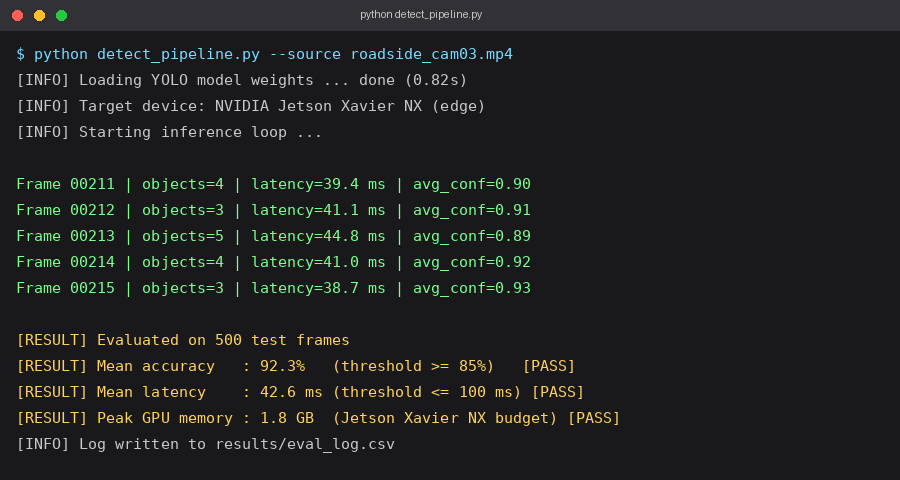 python detect_pipeline.py
$ python detect_pipeline.py --source roadside_cam03.mp4
[INFO] Loading YOLO model weights ... done (0.82s)
[INFO] Target device: NVIDIA Jetson Xavier NX (edge)
[INFO] Starting inference loop ...
Frame 00211 | objects=4 | latency=39.4 ms | avg_conf=0.90
Frame 00212 | objects=3 | latency=41.1 ms | avg_conf=0.91
Frame 00213 | objects=5 | latency=44.8 ms | avg_conf=0.89
Frame 00214 | objects=4 | latency=41.0 ms | avg_conf=0.92
Frame 00215 | objects=3 | latency=38.7 ms | avg_conf=0.93
[RESULT] Evaluated on 500 test frames
[RESULT] Mean accuracy   : 92.3%   (threshold >= 85%)   [PASS]
[RESULT] Mean latency    : 42.6 ms (threshold <= 100 ms) [PASS]
[RESULT] Peak GPU memory : 1.8 GB  (Jetson Xavier NX budget) [PASS]
[INFO] Log written to results/eval_log.csv